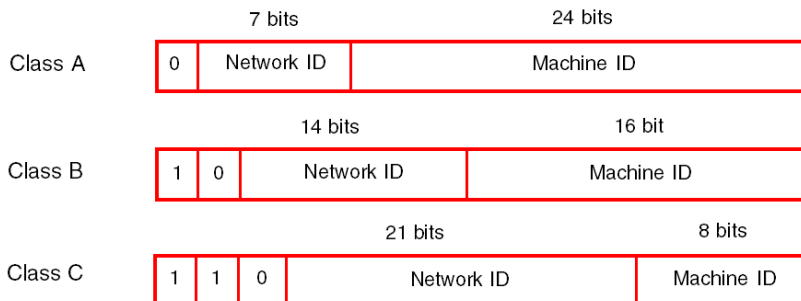 7 bits 24 bits
Class A 0 Network ID Machine ID
14 bits 16 bit
Class B 1 0 Network ID Machine ID
21 bits 8 bits
Class C 1 1 0 Network ID Machine ID